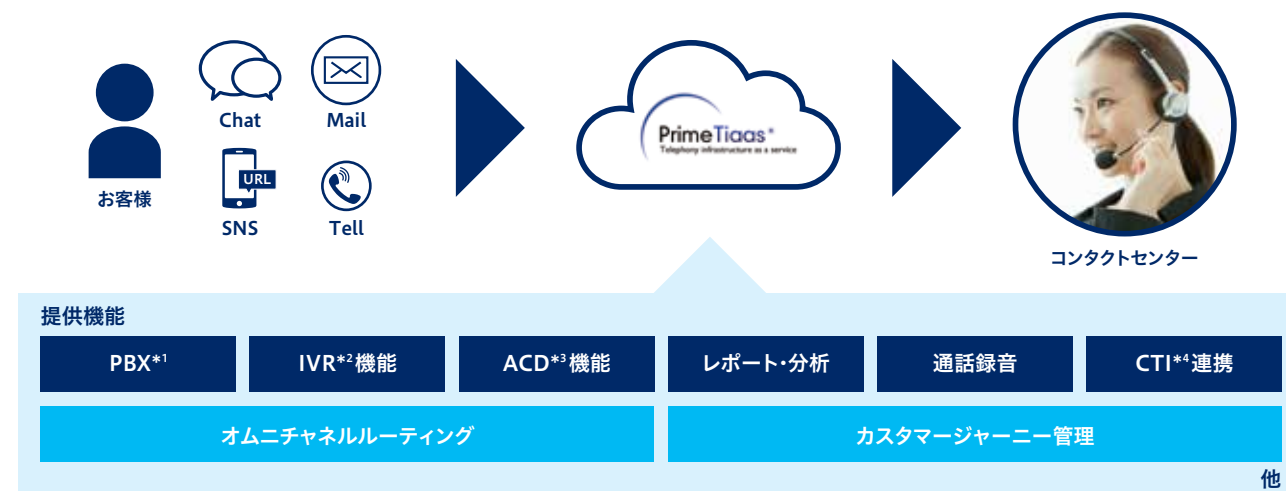 Chat
Mail
URL
お客様
SNS
Tell
PrimeTiaas*
Telephony infrastructure as a service
コンタクトセンター
提供機能
PBX*1
IVR*2機能
ACD*3機能
レポート・分析
通話録音
CTI*4連携
オムニチャネルルーティング
カスタマージャーニー管理
他